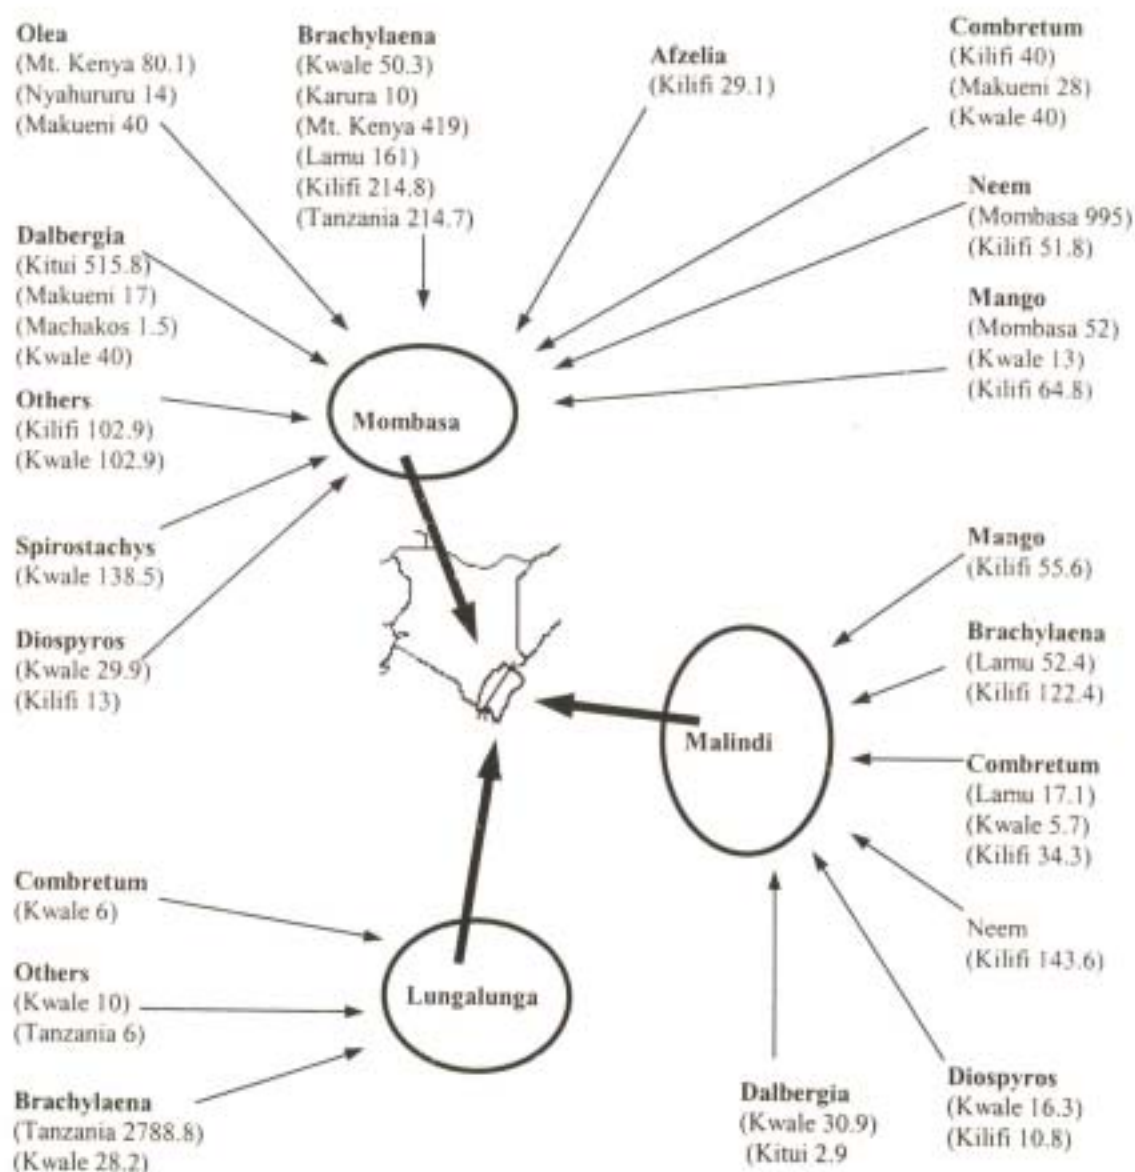 Olea
(Mt. Kenya 80.1)
(Nyahururu 14)
(Makueni 40
Brachylaena
(Kwale 50.3)
(Karura 10)
(Mt. Kenya 419)
(Lamu 161)
(Kilifi 214.8)
(Tanzania 214.7)
Afzelia
(Kilifi 29.1)
Combretum
(Kilifi 40)
(Makueni 28)
(Kwale 40)
Neem
(Mombasa 995)
(Kilifi 51.8)
Mango
(Mombasa 52)
(Kwale 13)
(Kilifi 64.8)
Dalbergia
(Kitui 515.8)
(Makueni 17)
(Machakos 1.5)
(Kwale 40)
Others
(Kilifi 102.9)
(Kwale 102.9)
Spirostachys
(Kwale 138.5)
Diospyros
(Kwale 29.9)
(Kilifi 13)
Mombasa
Mango
(Kilifi 55.6)
Brachylaena
(Lamu 52.4)
(Kilifi 122.4)
Combretum
(Lamu 17.1)
(Kwale 5.7)
(Kilifi 34.3)
Neem
(Kilifi 143.6)
Malindi
Diospyros
(Kwale 16.3)
(Kilifi 10.8)
Dalbergia
(Kwale 30.9)
(Kitui 2.9
Combretum
(Kwale 6)
Others
(Kwale 10)
(Tanzania 6)
Brachylaena
(Tanzania 2788.8)
(Kwale 28.2)
Lungalunga